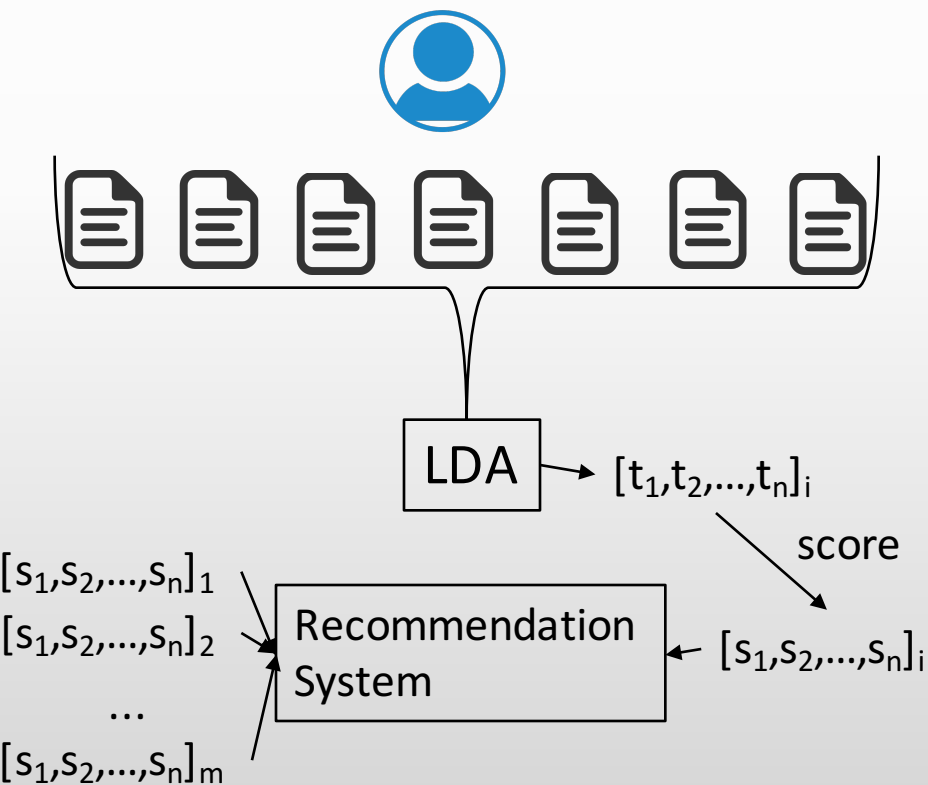 LDA
[t₁,t₂,...,tₙ]ᵢ
score
[s₁,s₂,...,sₙ]₁
[s₁,s₂,...,sₙ]₂
...
[s₁,s₂,...,sₙ]ₘ
Recommendation
System
[s₁,s₂,...,sₙ]ᵢ